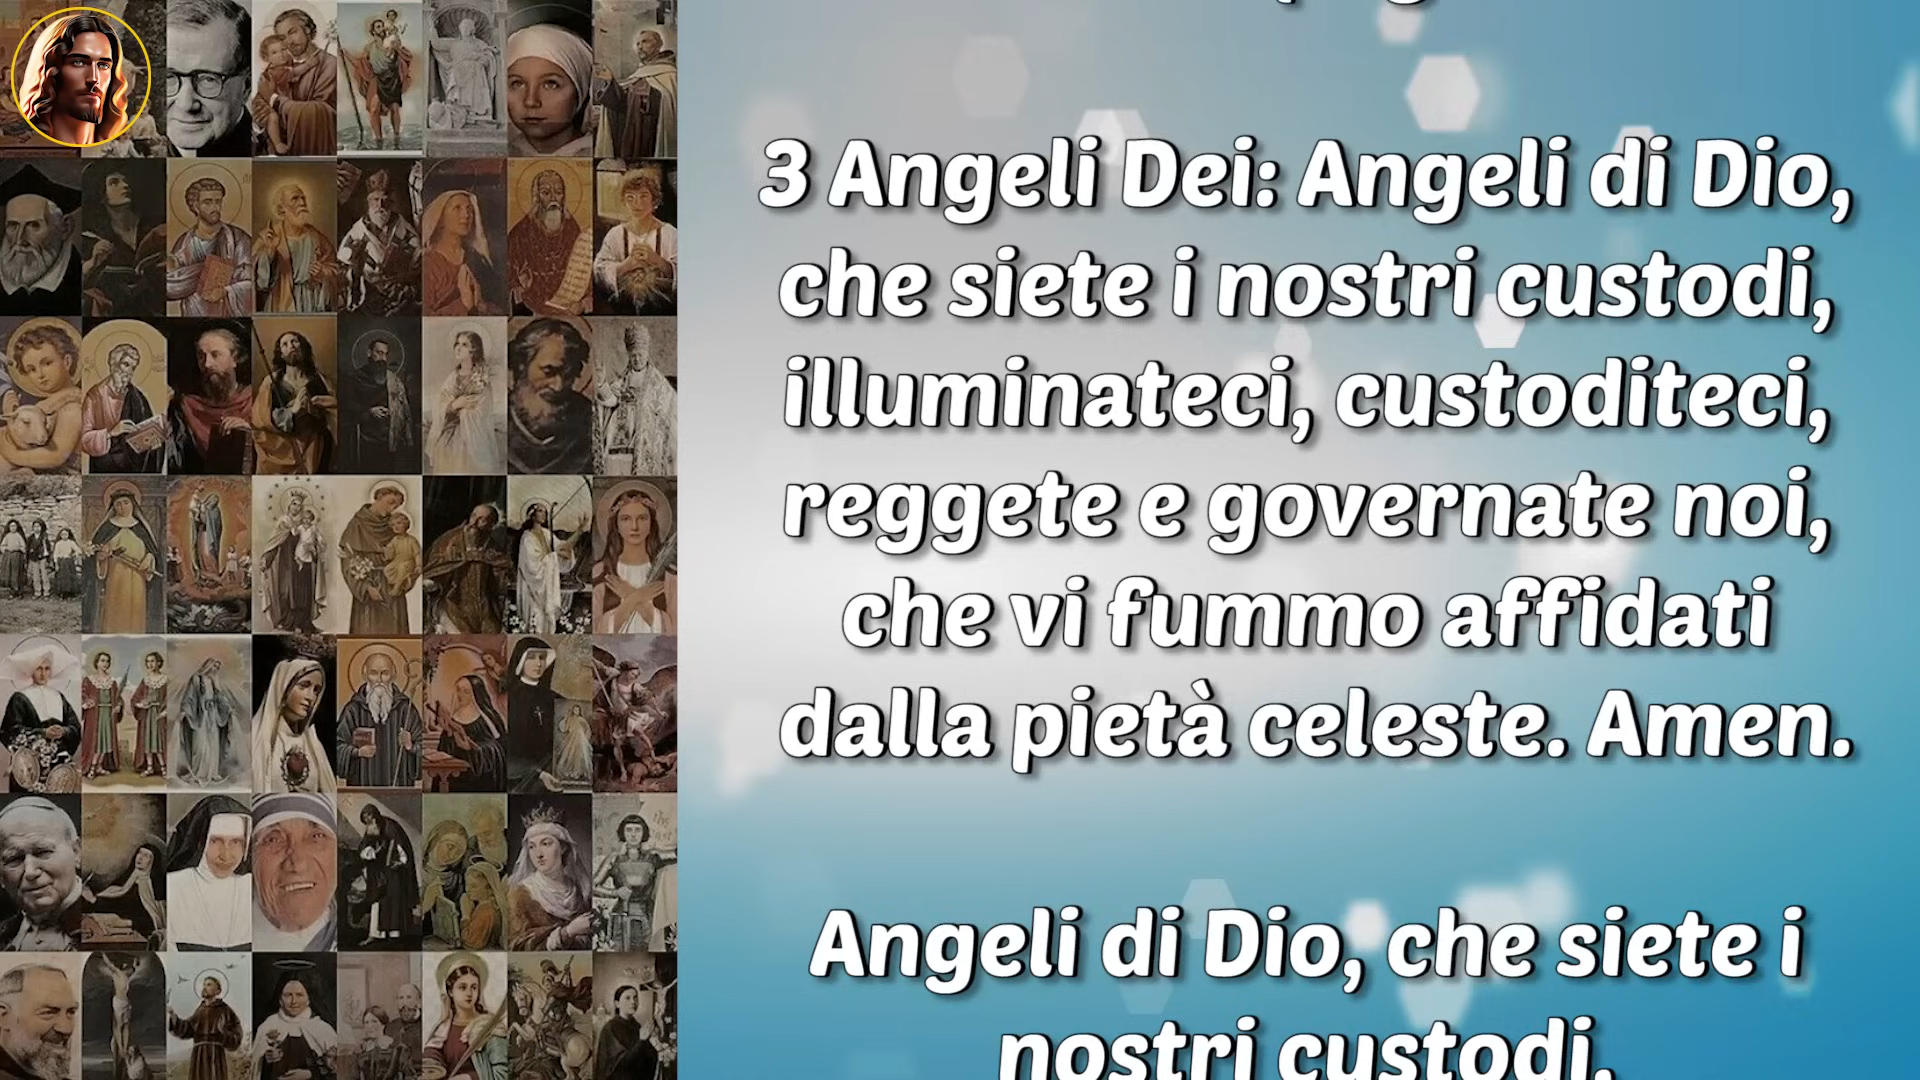 3 Angeli Dei: Angeli di Dio,
che siete i nostri custodi,
illuminateci, custoditeci,
reggete e governate noi,
che vi fummo affidati
dalla pietà celeste. Amen.
Angeli di Dio, che siete i
nostri custodi,